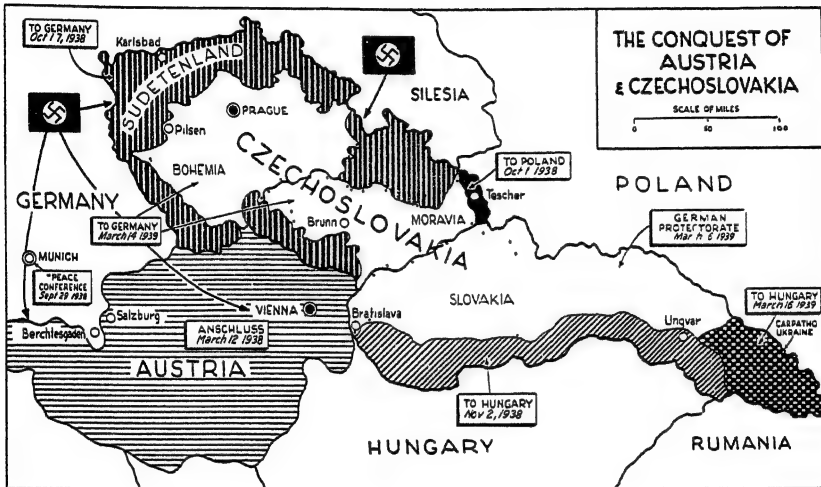 THE CONQUEST OF
AUSTRIA
& CZECHOSLOVAKIA
SCALE OF MILES
0 50 100
TO GERMANY
Oct 1 7, 1938
Karlsbad
SUDETENLAND
SILESIA
PRAGUE
Pilsen
BOHEMIA
CZECHOSLOVAKIA
TO POLAND
Oct 1 1938
Tescher
POLAND
GERMANY
TO GERMANY
March 14 1939
Brunn
MORAVIA
GERMAN
PROTECTORATE
1939
MUNICH
"PEACE
CONFERENCE
Sept 29 1938
SLOVAKIA
TO HUNGARY
March 16 1939
CARPATHO
UKRAINE
Salzburg
VIENNA
Bratislava
Ungvar
Berchtesgaden
ANSCHLUSS
March 12 1938
AUSTRIA
TO HUNGARY
Nov 2, 1938
HUNGARY
RUMANIA